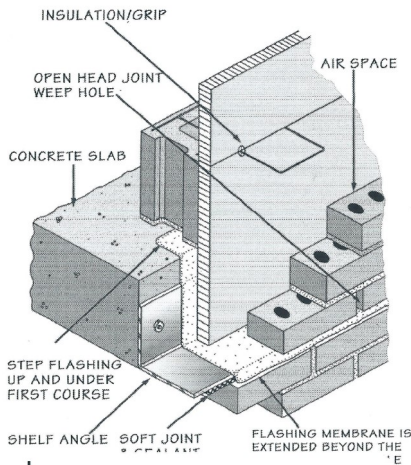 INSULATION/GRIP
OPEN HEAD JOINT
WEEP HOLE
AIR SPACE
CONCRETE SLAB
STEP FLASHING
UP AND UNDER
FIRST COURSE
SHELF ANGLE
SOFT JOINT
& SEALANT
FLASHING MEMBRANE IS
EXTENDED BEYOND THE